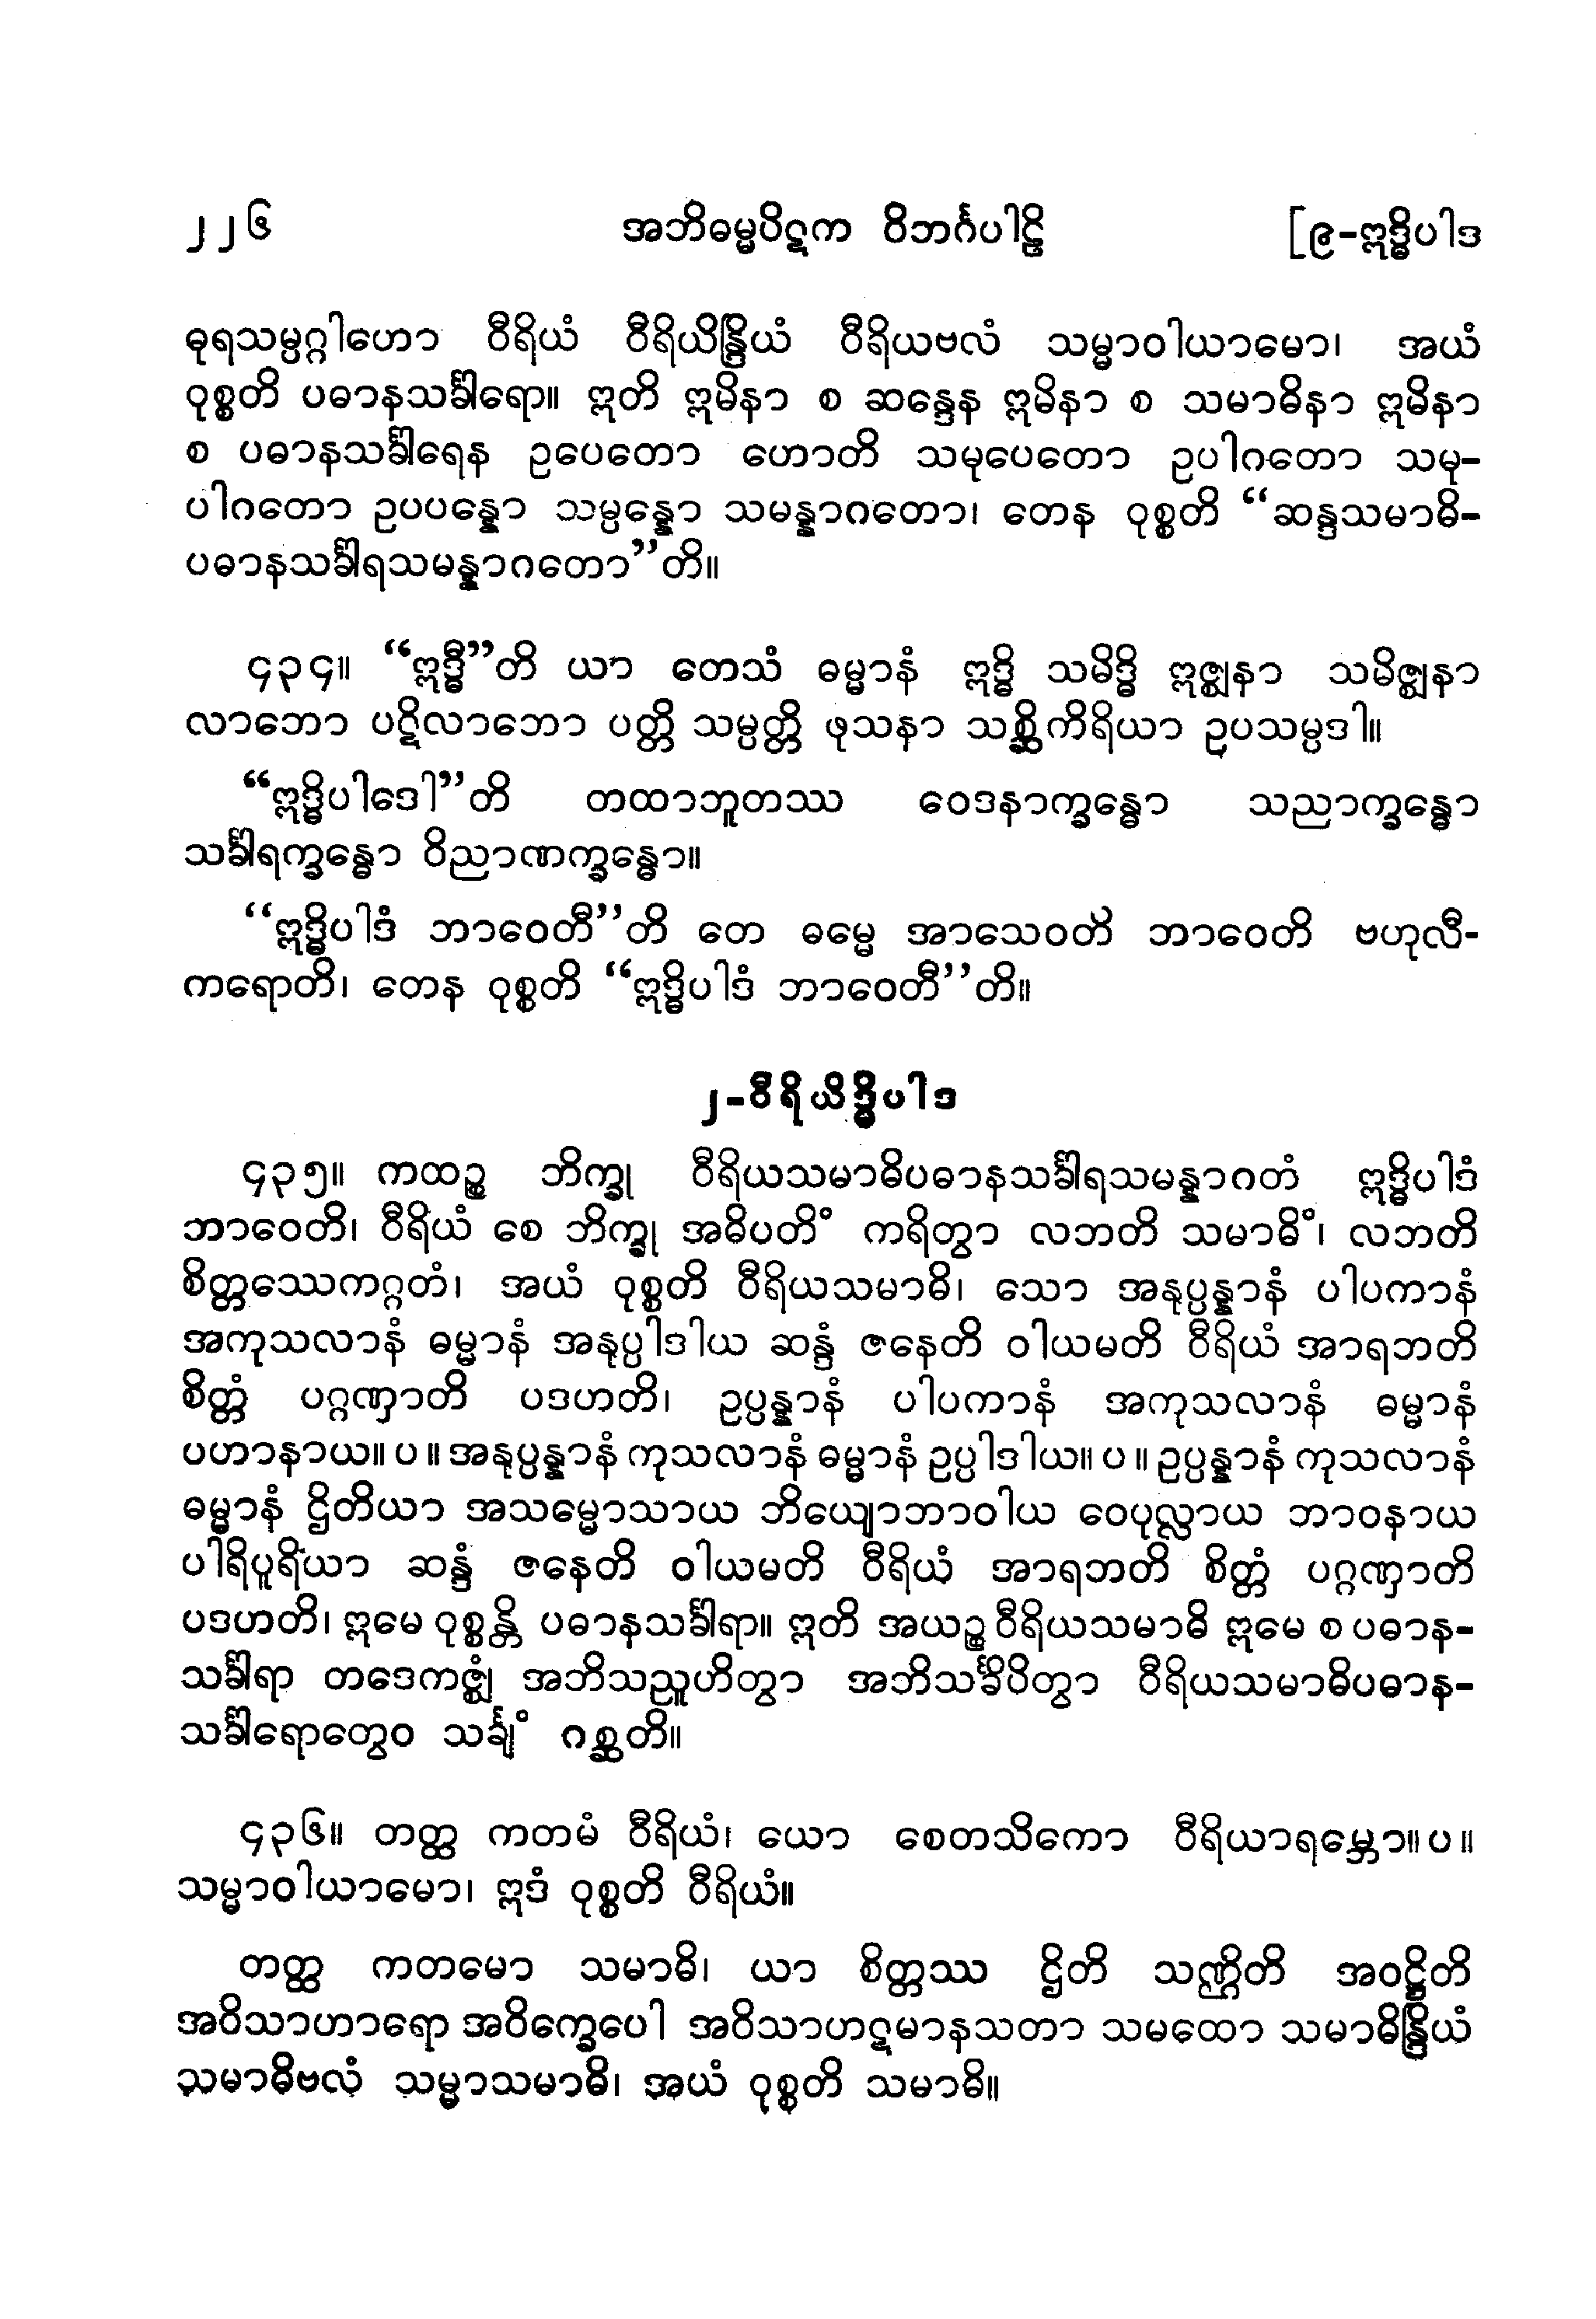 ၂၂၆ အဘိဓမ္မပိဋက ဝိဘင်္ဂပါဠိ [၉-ဣဒ္ဓိပါဒ
ဓုရသမ္ပဂ္ဂါဟော ဝီရိယံ ဝီရိယိန္ဒြိယံ ဝီရိယဗလံ သမ္မာဝါယာမော၊ အယံ
ဝုစ္စတိ ပဓာနသင်္ခါရော။ ဣတိ ဣမိနာ စ ဆန္ဒေန ဣမိနာ စ သမာဓိနာ ဣမိနာ
စ ပဓာနသင်္ခါရေန ဥပေတော ဟောတိ သမုပေတော ဥပါဂတော သမု-
ပါဂတော ဥပပန္နော သမ္ပန္နော သမန္နာဂတော၊ တေန ဝုစ္စတိ “ဆန္ဒသမာဓိ-
ပဓာနသင်္ခါရသမန္နာဂတော”တိ။
၄၃၄။ “ဣဒ္ဓီ”တိ ယာ တေသံ ဓမ္မာနံ ဣဒ္ဓိ သမိဒ္ဓိ ဣဇ္ဈနာ သမိဇ္ဈနာ
လာဘော ပဋိလာဘော ပတ္တိ သမ္ပတ္တိ ဖုသနာ သစ္ဆိကိရိယာ ဥပသမ္ပဒါ။
“ဣဒ္ဓိပါဒေါ”တိ တထာဘူတဿ ဝေဒနာက္ခန္ဓော သညာက္ခန္ဓော
သင်္ခါရက္ခန္ဓော ဝိညာဏက္ခန္ဓော။
“ဣဒ္ဓိပါဒံ ဘာဝေတီ”တိ တေ ဓမ္မေ အာသေဝတိ ဘာဝေတိ ဗဟုလီ-
ကရောတိ၊ တေန ဝုစ္စတိ “ဣဒ္ဓိပါဒံ ဘာဝေတီ”တိ။
၂-ဝီရိယိဒ္ဓိပါဒ
၄၃၅။ ကထဉ္စ ဘိက္ခု ဝီရိယသမာဓိပဓာနသင်္ခါရသမန္နာဂတံ ဣဒ္ဓိပါဒံ
ဘာဝေတိ၊ ဝီရိယံ စေ ဘိက္ခု အဓိပတိံ ကရိတွာ လဘတိ သမာဓိံ၊ လဘတိ
စိတ္တဿေကဂ္ဂတံ၊ အယံ ဝုစ္စတိ ဝီရိယသမာဓိ၊ သော အနုပ္ပန္နာနံ ပါပကာနံ
အကုသလာနံ ဓမ္မာနံ အနုပ္ပါဒါယ ဆန္ဒံ ဇနေတိ ဝါယမတိ ဝီရိယံ အာရဘတိ
စိတ္တံ ပဂ္ဂဏှာတိ ပဒဟတိ၊ ဥပ္ပန္နာနံ ပါပကာနံ အကုသလာနံ ဓမ္မာနံ
ပဟာနာယ။ ပ ။ အနုပ္ပန္နာနံ ကုသလာနံ ဓမ္မာနံ ဥပ္ပါဒါယ။ ပ ။ ဥပ္ပန္နာနံ ကုသလာနံ
ဓမ္မာနံ ဌိတိယာ အသမ္မောသာယ ဘိယျောဘာဝါယ ဝေပုလ္လာယ ဘာဝနာယ
ပါရိပူရိယာ ဆန္ဒံ ဇနေတိ ဝါယမတိ ဝီရိယံ အာရဘတိ စိတ္တံ ပဂ္ဂဏှာတိ
ပဒဟတိ၊ ဣမေ ဝုစ္စန္တိ ပဓာနသင်္ခါရာ။ ဣတိ အယဉ္စ ဝီရိယသမာဓိ ဣမေ စ ပဓာန-
သင်္ခါရာ တဒေကဇ္ဈံ အဘိသညူဟိတွာ အဘိသင်္ခိပိတွာ ဝီရိယသမာဓိပဓာန-
သင်္ခါရောတွေဝ သင်္ချံ ဂစ္ဆတိ။
၄၃၆။ တတ္ထ ကတမံ ဝီရိယံ၊ ယော စေတသိကော ဝီရိယာရမ္ဘော။ ပ ။
သမ္မာဝါယာမော၊ ဣဒံ ဝုစ္စတိ ဝီရိယံ။
တတ္ထ ကတမော သမာဓိ၊ ယာ စိတ္တဿ ဌိတိ သဏ္ဌိတိ အဝဋ္ဌိတိ
အဝိသာဟာရော အဝိက္ခေပေါ အဝိသာဟဋမာနသတာ သမထော သမာဓိန္ဒြိယံ
သမာဓိဗလံ သမ္မာသမာဓိ၊ အယံ ဝုစ္စတိ သမာဓိ။